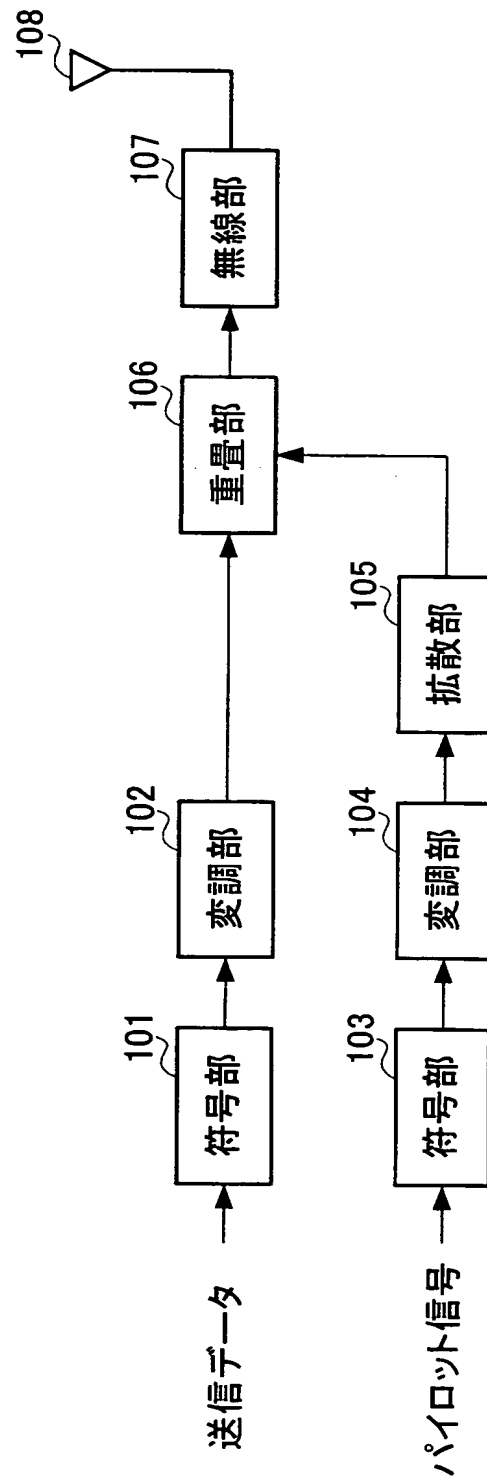 送信データ
101
符号部
102
変調部
106
重畳部
107
無線部
108
パイロット信号
103
符号部
104
変調部
105
拡散部